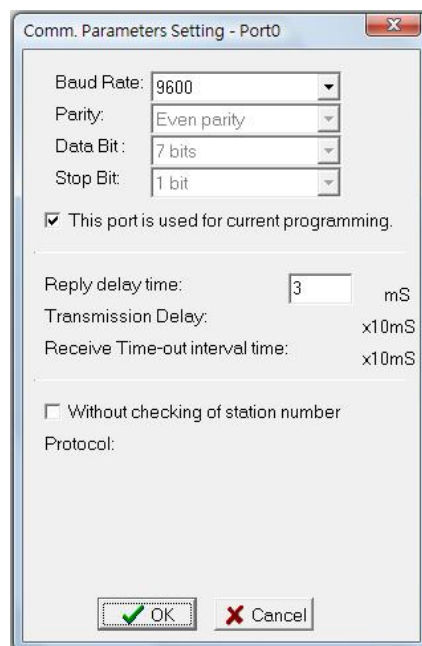 Comm. Parameters Setting - Port0
Baud Rate: 9600
Parity: Even parity
Data Bit : 7 bits
Stop Bit: 1 bit
This port is used for current programming.
Reply delay time: 3 mS
Transmission Delay: x10mS
Receive Time-out interval time: x10mS
Without checking of station number
Protocol:
OK Cancel